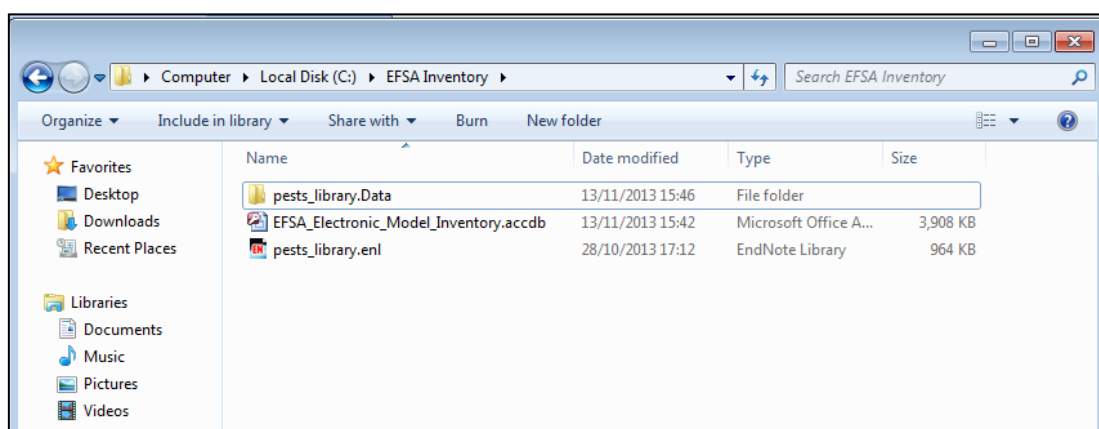 Computer Local Disk (C:) EFSA Inventory Search EFSA Inventory
Organize Include in library Share with Burn New folder
Name Date modified Type Size
Favorites
Desktop
Downloads
Recent Places
Libraries
Documents
Music
Pictures
Videos
pests_library.Data 13/11/2013 15:46 File folder
EFSA_Electronic_Model_Inventory.accdb 13/11/2013 15:42 Microsoft Office A... 3,908 KB
EN pests_library.enl 28/10/2013 17:12 EndNote Library 964 KB